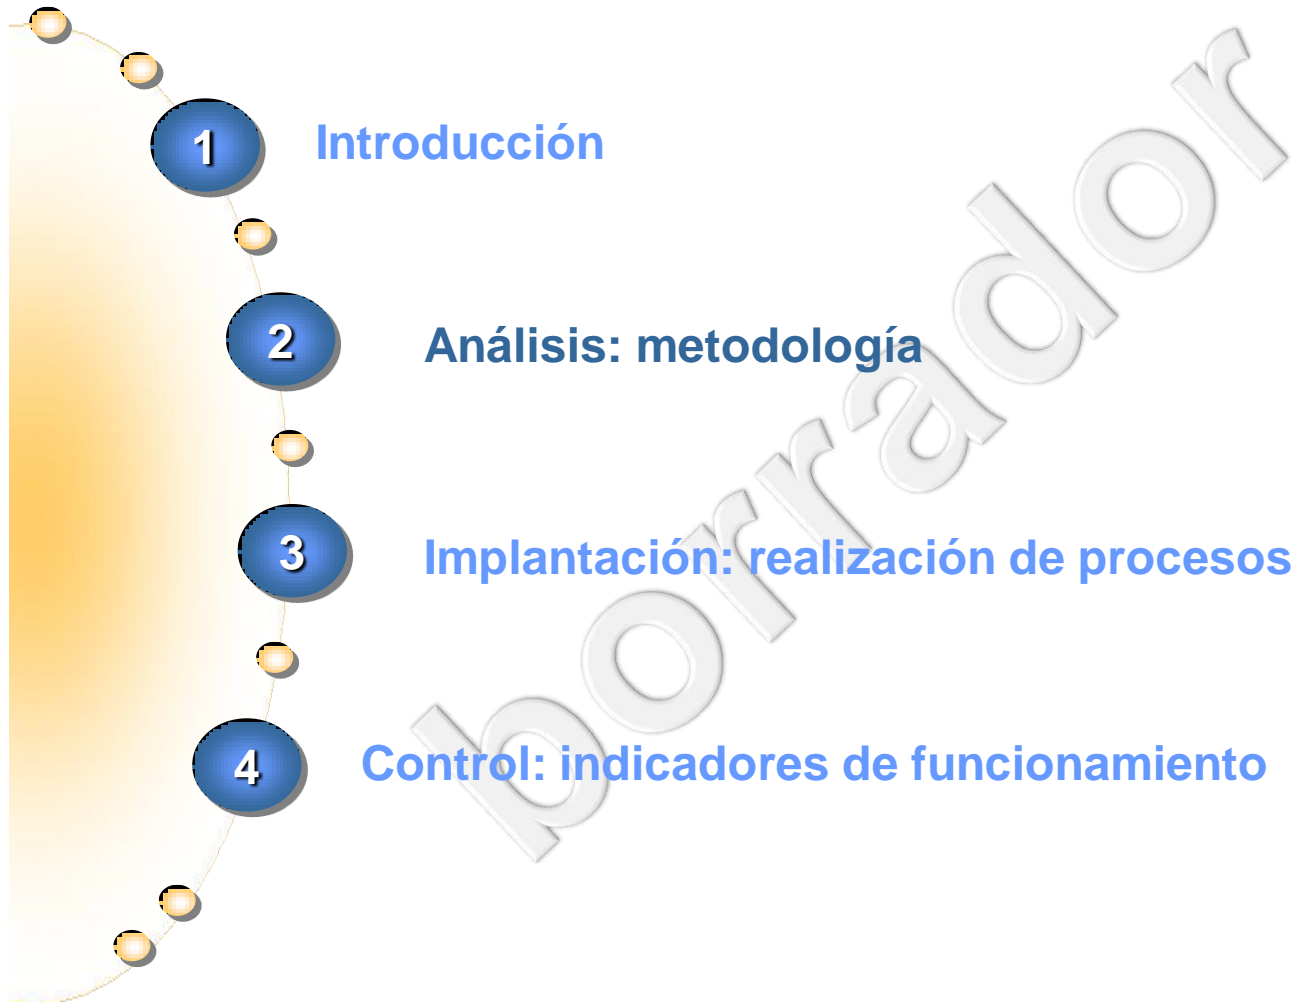 1 Introducción
2 Análisis: metodología
3 Implantación: realización de procesos
4 Control: indicadores de funcionamiento
borrador